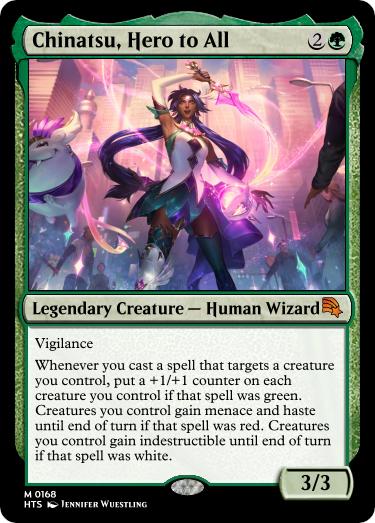 Chinatsu, Hero to All 2
Legendary Creature — Human Wizard
Vigilance
Whenever you cast a spell that targets a creature
you control, put a +1/+1 counter on each
creature you control if that spell was green.
Creatures you control gain menace and haste
until end of turn if that spell was red. Creatures
you control gain indestructible until end of turn
if that spell was white.
3/3
M 0168
HTS Jennifer Wuestling